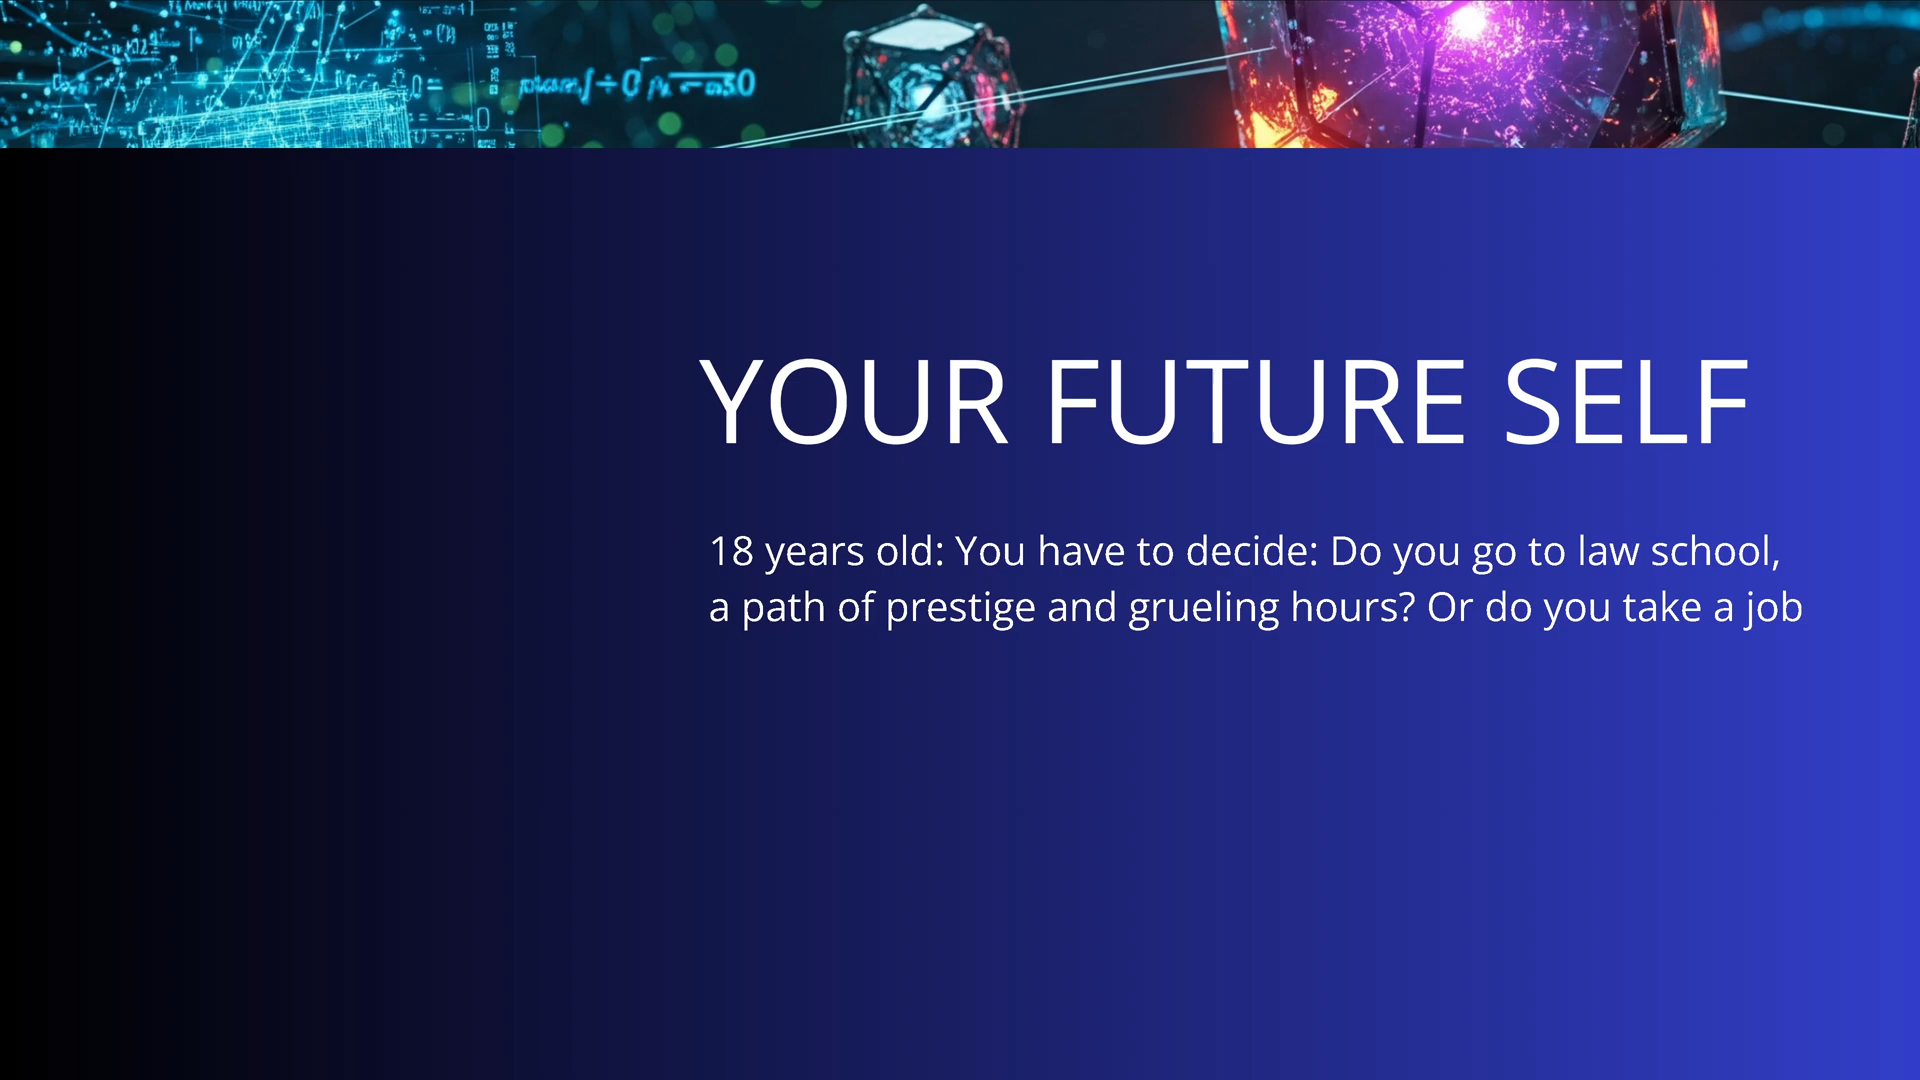 YOUR FUTURE SELF
18 years old: You have to decide: Do you go to law school,
a path of prestige and grueling hours? Or do you take a job